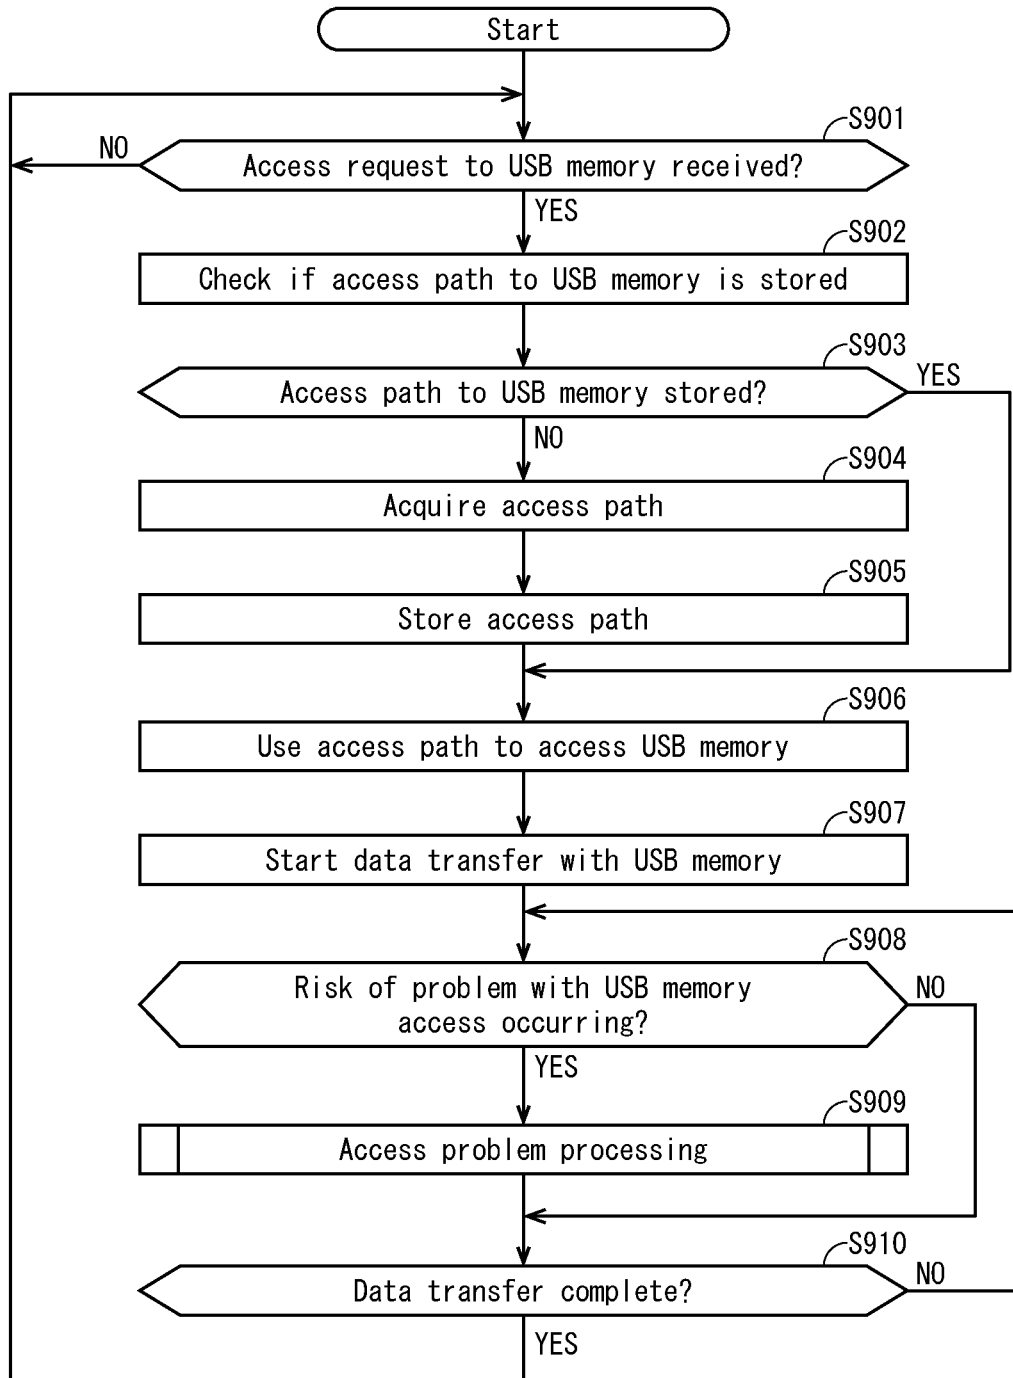 Start
S901
NO
Access request to USB memory received?
YES
S902
Check if access path to USB memory is stored
S903
Access path to USB memory stored?
YES
NO
S904
Acquire access path
S905
Store access path
S906
Use access path to access USB memory
S907
Start data transfer with USB memory
S908
Risk of problem with USB memory
access occurring?
NO
YES
S909
Access problem processing
S910
Data transfer complete?
NO
YES